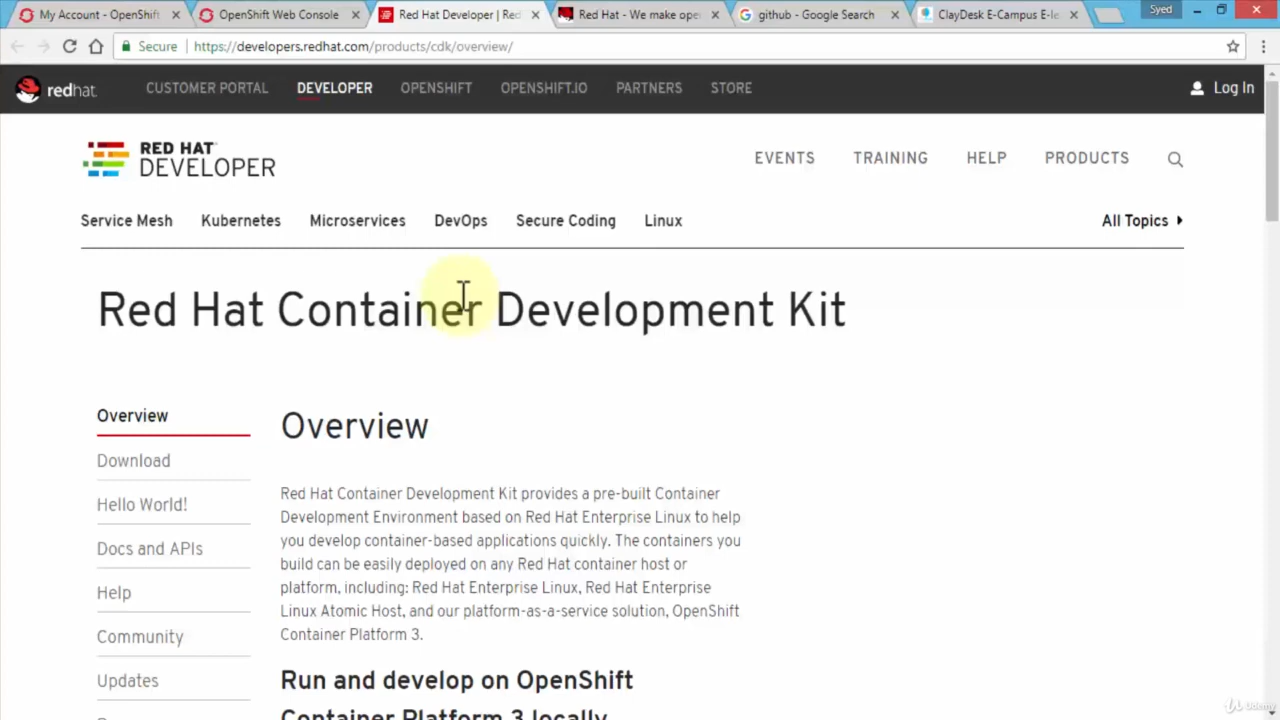 My Account - OpenShift
OpenShift Web Console
Red Hat Developer | Red
Red Hat - We make open
github - Google Search
ClayDesk E-Campus E-le
Syed
Secure
https://developers.redhat.com/products/cdk/overview/
redhat.
CUSTOMER PORTAL
DEVELOPER
OPENSHIFT
OPENSHIFT.IO
PARTNERS
STORE
Log In
RED HAT
DEVELOPER
EVENTS
TRAINING
HELP
PRODUCTS
Service Mesh
Kubernetes
Microservices
DevOps
Secure Coding
Linux
All Topics
Red Hat Container Development Kit
Overview
Download
Hello World!
Docs and APIs
Help
Community
Updates
Overview
Red Hat Container Development Kit provides a pre-built Container
Development Environment based on Red Hat Enterprise Linux to help
you develop container-based applications quickly. The containers you
build can be easily deployed on any Red Hat container host or
platform, including: Red Hat Enterprise Linux, Red Hat Enterprise
Linux Atomic Host, and our platform-as-a-service solution, OpenShift
Container Platform 3.
Run and develop on OpenShift
Container Platform 3 locally
Udemy